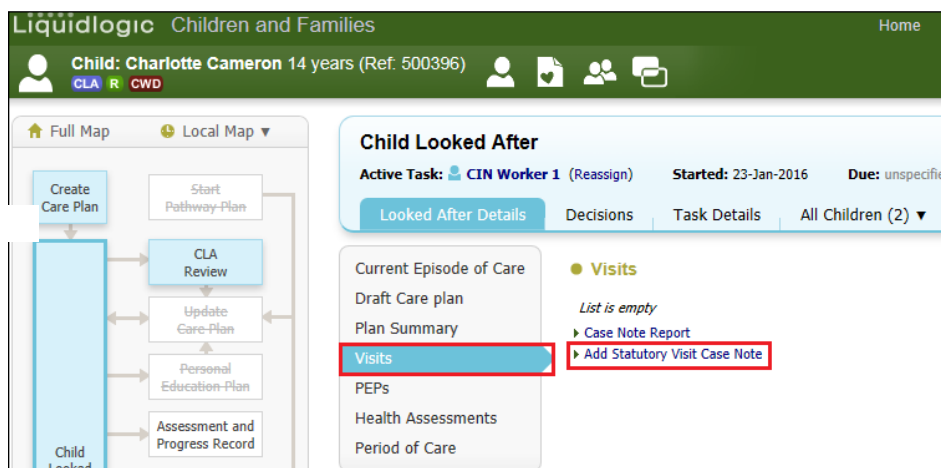 Liquidlogic Children and Families
Home
Child: Charlotte Cameron 14 years (Ref: 500396)
CLA R CWD
Full Map
Local Map ▼
Create
Care Plan
Start
Pathway Plan
CLA
Review
Update
Care Plan
Personal
Education Plan
Assessment and
Progress Record
Child
Looked
Child Looked After
Active Task: CIN Worker 1 (Reassign) Started: 23-Jan-2016 Due: unspecifie
Looked After Details Decisions Task Details All Children (2) ▼
Current Episode of Care
Draft Care plan
Plan Summary
Visits
PEPs
Health Assessments
Period of Care
Visits
List is empty
Case Note Report
Add Statutory Visit Case Note